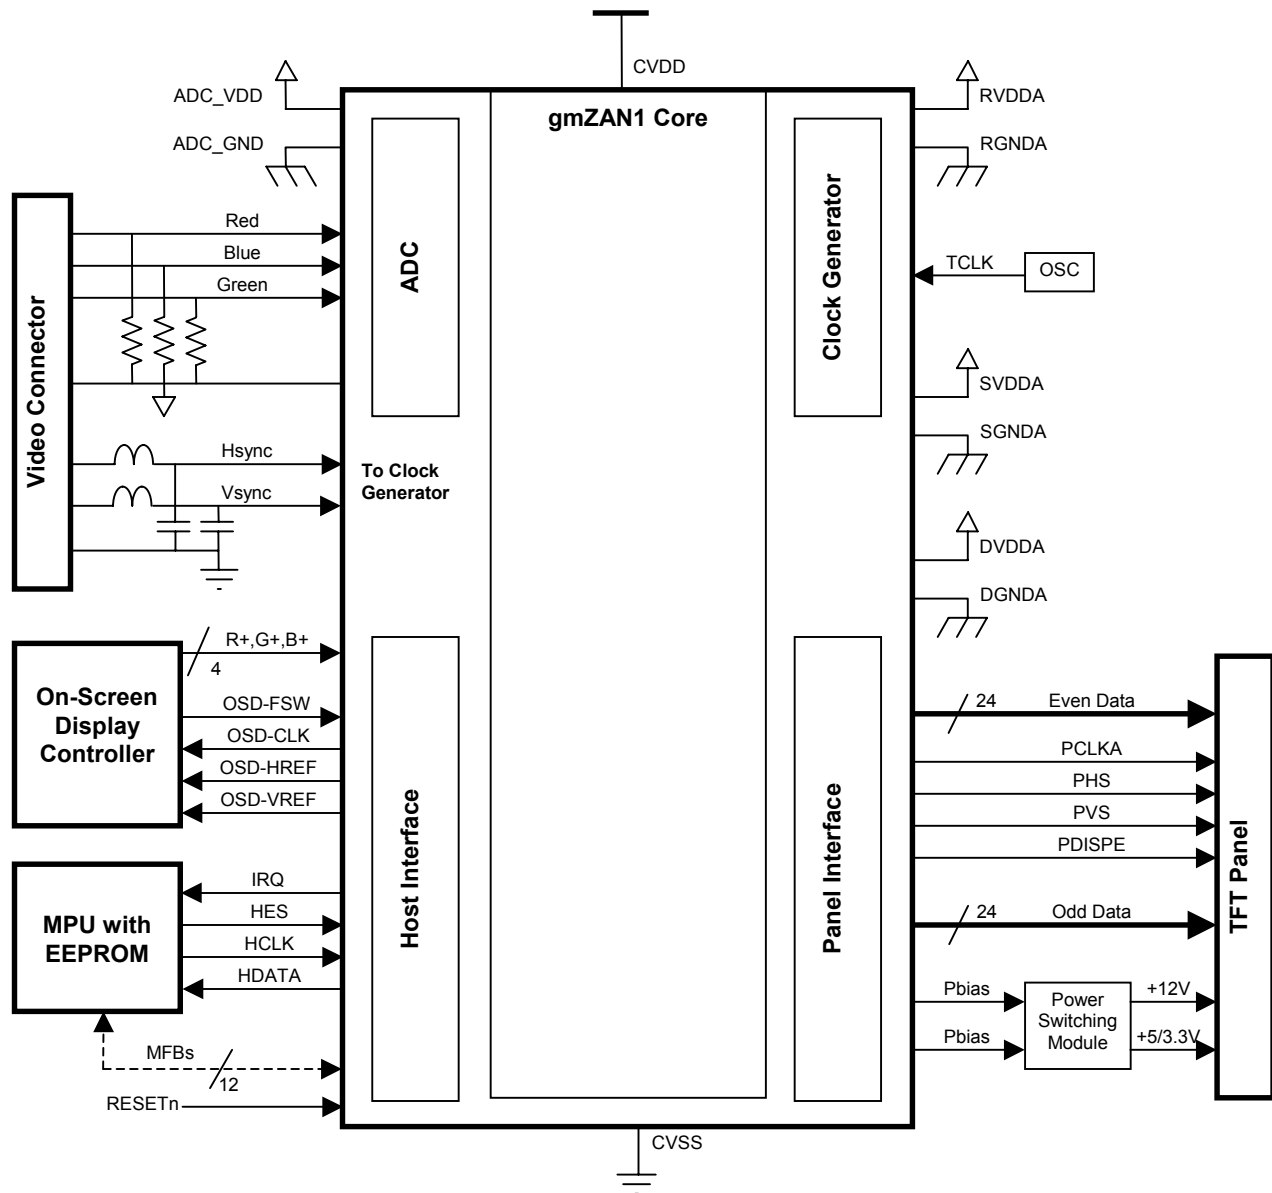 CVDD
ADC_VDD
ADC_GND
gmZAN1 Core
RVDDA
RGNDA
Video Connector
Red
Blue
Green
ADC
Clock Generator
TCLK
OSC
SVDDA
SGNDA
Hsync
Vsync
To Clock
Generator
DVDDA
DGNDA
On-Screen
Display
Controller
R+,G+,B+
4
OSD-FSW
OSD-CLK
OSD-HREF
OSD-VREF
Host Interface
Panel Interface
24
Even Data
PCLKA
PHS
PVS
PDISPE
24
Odd Data
TFT Panel
MPU with
EEPROM
IRQ
HES
HCLK
HDATA
MFBs
12
RESETn
Pbias
Pbias
Power
Switching
Module
+12V
+5/3.3V
CVSS